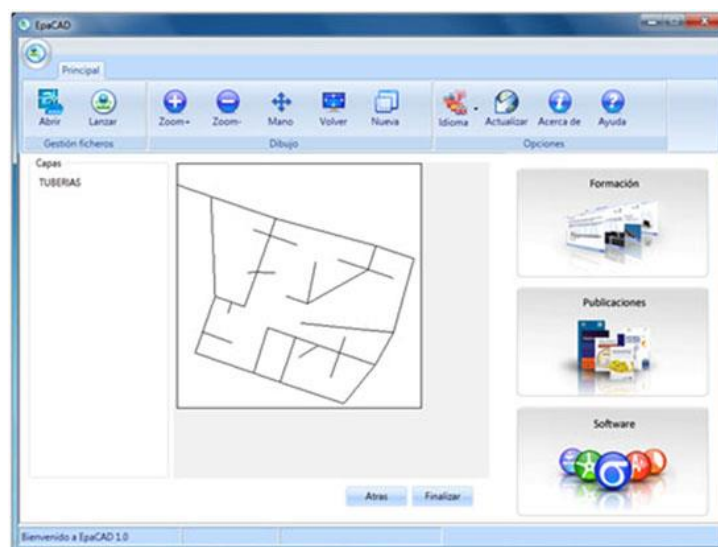 EpaCAD
Principal
Abrir Lanzar Zoom+ Zoom- Mano Volver Nueva Idioma Actualizar Acerca de Ayuda
Gestión ficheros Dibujo Opciones
Capas
TUBERIAS
Formación
Publicaciones
Software
Atras Finalizar
Bienvenido a EpaCAD 1.0